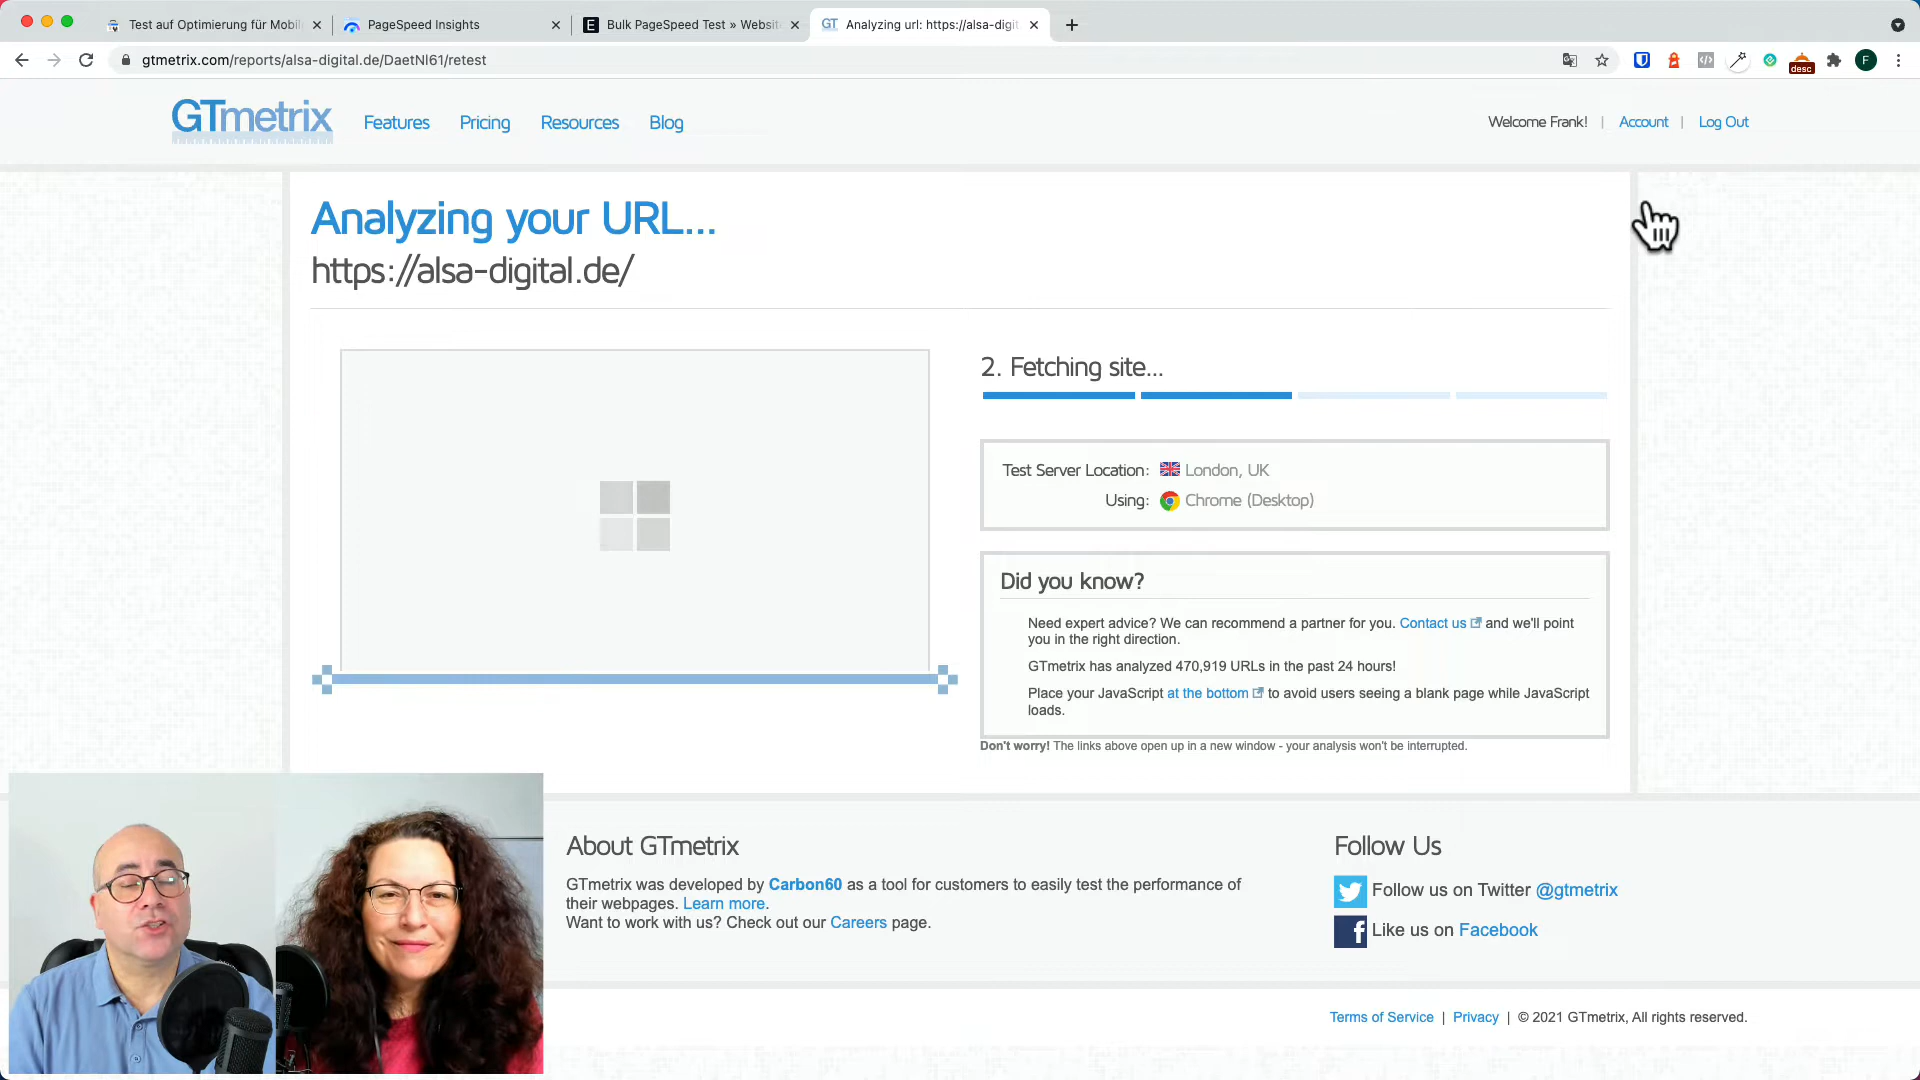 Test auf Optimierung für Mobil
PageSpeed Insights
Bulk PageSpeed Test » Websit
GT Analyzing url: https://alsa-digit
gtmetrix.com/reports/alsa-digital.de/DaetNI61/retest
desc
F
GTmetrix
Features
Pricing
Resources
Blog
Welcome Frank! | Account | Log Out
Analyzing your URL...
https://alsa-digital.de/
2. Fetching site...
Test Server Location: London, UK
Using: Chrome (Desktop)
Did you know?
Need expert advice? We can recommend a partner for you. Contact us and we'll point
you in the right direction.
GTmetrix has analyzed 470,919 URLs in the past 24 hours!
Place your JavaScript at the bottom to avoid users seeing a blank page while JavaScript
loads.
Don't worry! The links above open up in a new window - your analysis won't be interrupted.
About GTmetrix
GTmetrix was developed by Carbon60 as a tool for customers to easily test the performance of
their webpages. Learn more.
Want to work with us? Check out our Careers page.
Follow Us
Follow us on Twitter @gtmetrix
Like us on Facebook
Terms of Service | Privacy | © 2021 GTmetrix, All rights reserved.